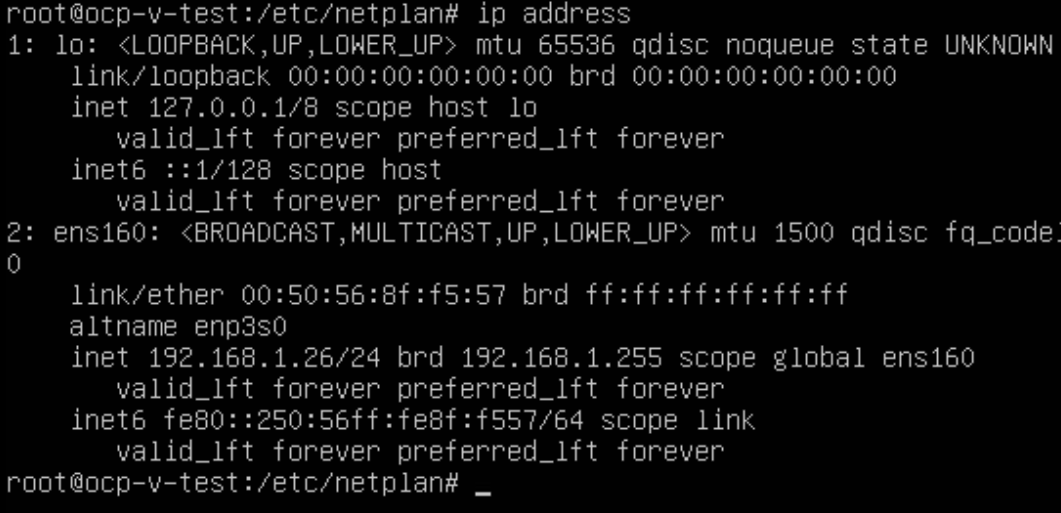 root@ocp-v-test:/etc/netplan# ip address
1: lo: <LOOPBACK,UP,LOWER_UP> mtu 65536 qdisc noqueue state UNKNOWN
    link/loopback 00:00:00:00:00:00 brd 00:00:00:00:00:00
    inet 127.0.0.1/8 scope host lo
       valid_lft forever preferred_lft forever
    inet6 ::1/128 scope host
       valid_lft forever preferred_lft forever
2: ens160: <BROADCAST,MULTICAST,UP,LOWER_UP> mtu 1500 qdisc fq_codel
0
    link/ether 00:50:56:8f:f5:57 brd ff:ff:ff:ff:ff:ff
    altname enp3s0
    inet 192.168.1.26/24 brd 192.168.1.255 scope global ens160
       valid_lft forever preferred_lft forever
    inet6 fe80::250:56ff:fe8f:f557/64 scope link
       valid_lft forever preferred_lft forever
root@ocp-v-test:/etc/netplan# _